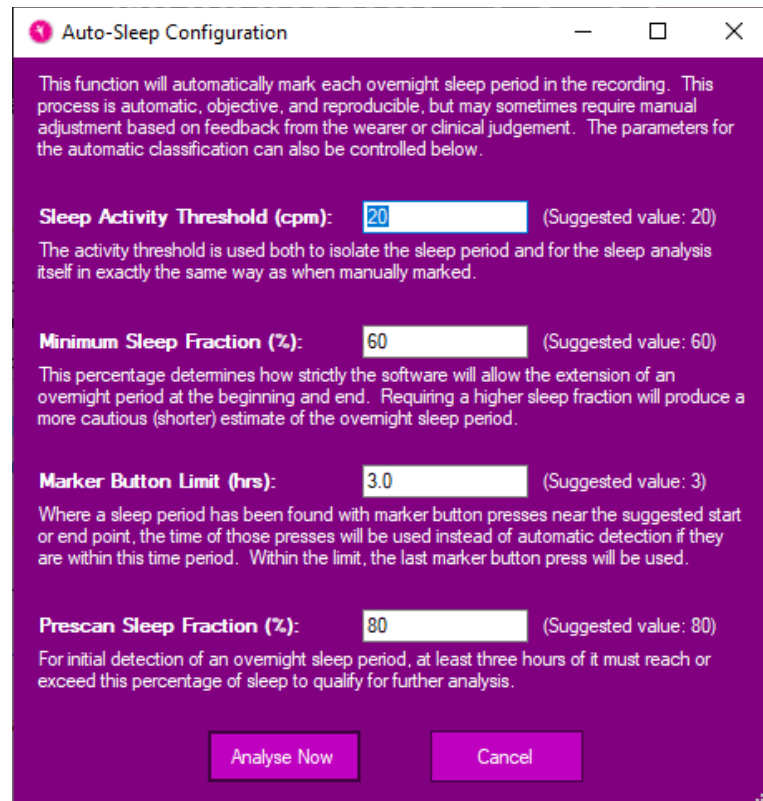 Auto-Sleep Configuration
This function will automatically mark each overnight sleep period in the recording.  This
process is automatic, objective, and reproducible, but may sometimes require manual
adjustment based on feedback from the wearer or clinical judgement.  The parameters for
the automatic classification can also be controlled below.
Sleep Activity Threshold (cpm): 20 (Suggested value: 20)
The activity threshold is used both to isolate the sleep period and for the sleep analysis
itself in exactly the same way as when manually marked.
Minimum Sleep Fraction (%): 60 (Suggested value: 60)
This percentage determines how strictly the software will allow the extension of an
overnight period at the beginning and end.  Requiring a higher sleep fraction will produce a
more cautious (shorter) estimate of the overnight sleep period.
Marker Button Limit (hrs): 3.0 (Suggested value: 3)
Where a sleep period has been found with marker button presses near the suggested start
or end point, the time of those presses will be used instead of automatic detection if they
are within this time period.  Within the limit, the last marker button press will be used.
Prescan Sleep Fraction (%): 80 (Suggested value: 80)
For initial detection of an overnight sleep period, at least three hours of it must reach or
exceed this percentage of sleep to qualify for further analysis.
Analyse Now Cancel